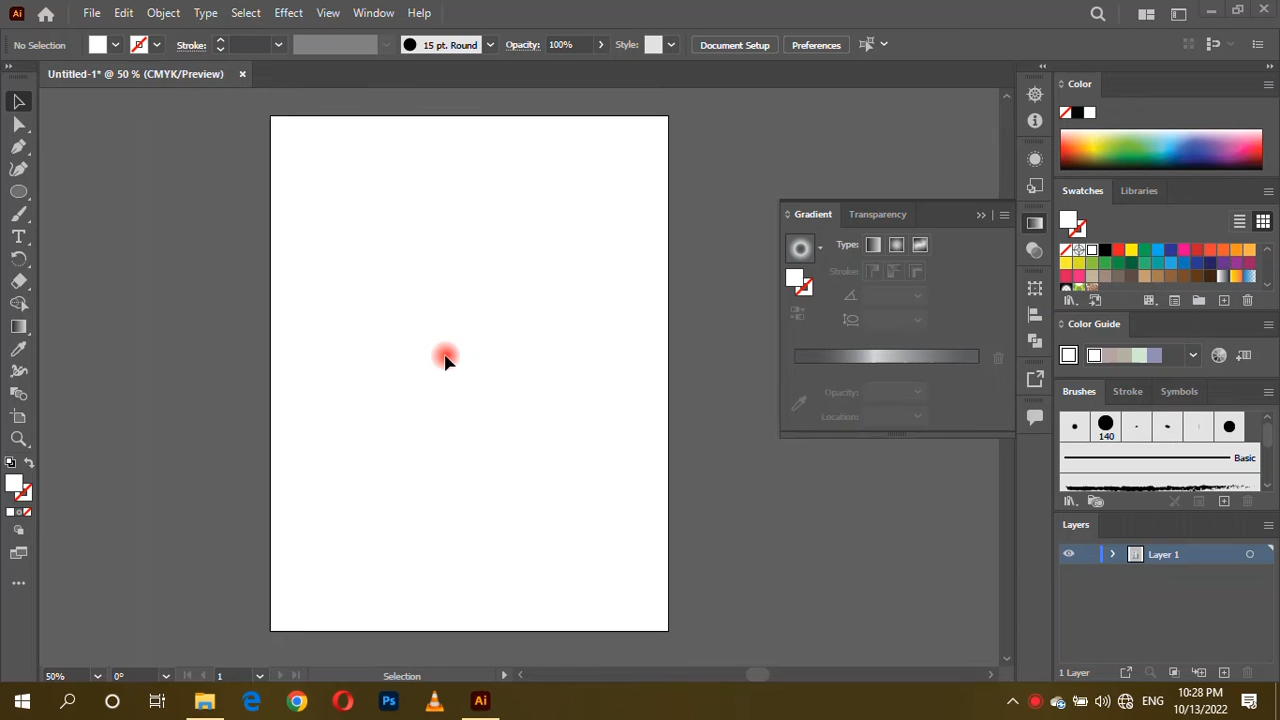 Ai File Edit Object Type Select Effect View Window Help
No Selection Stroke: 15 pt. Round Opacity: 100% Style: Document Setup Preferences
Untitled-1* @ 50 % (CMYK/Preview)
Color
Swatches Libraries
Gradient Transparency
Type:
Stroke:
Opacity:
Location:
Color Guide
Brushes Stroke Symbols
140
Basic
Layers
Layer 1
50% 0° 1 Selection
1 Layer
Ps Ai
ENG
10:28 PM
10/13/2022